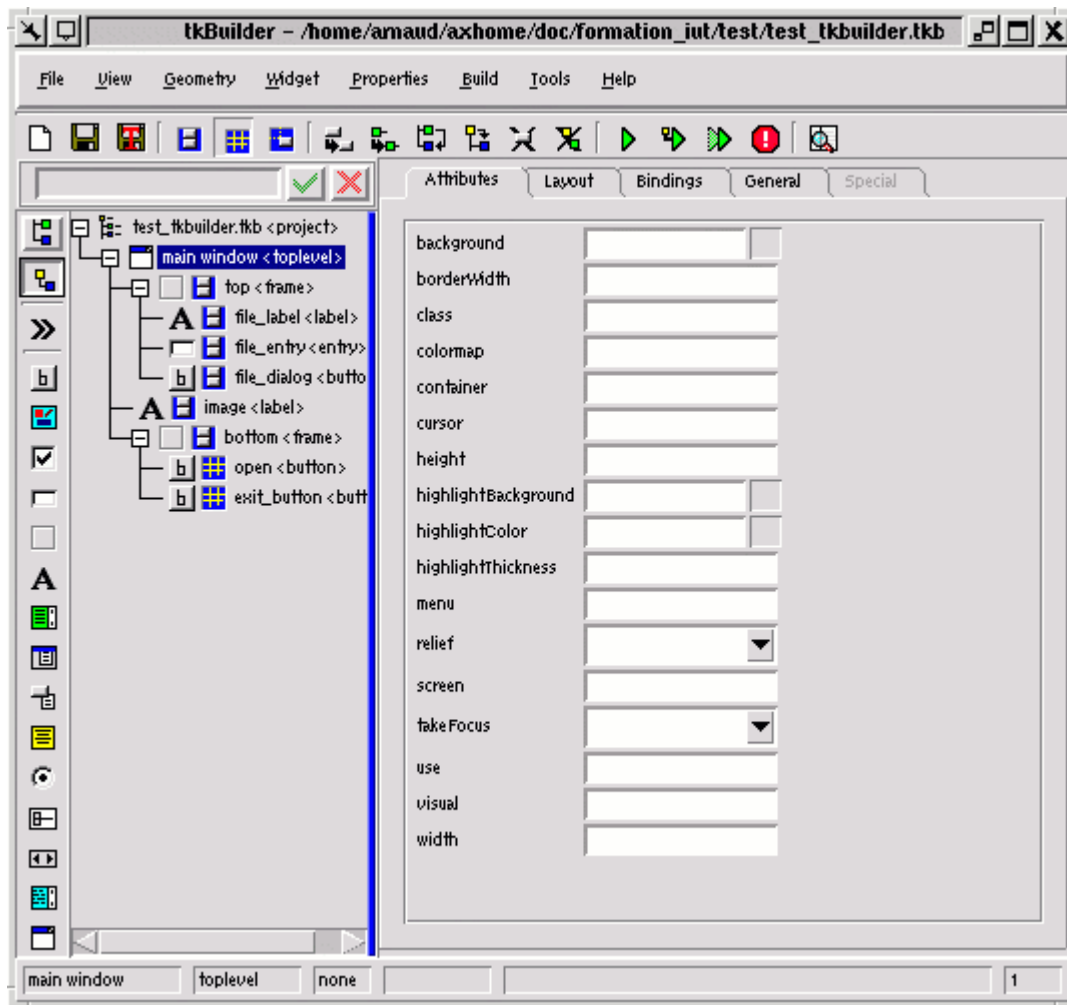 tkBuilder - /home/arnaud/axhome/doc/formation_iut/test/test_tkbuilder.tkb
File View Geometry Widget Properties Build Tools Help
Attributes Layout Bindings General Special
test_tkbuilder.tkb <project>
main window <toplevel>
top <frame>
file_label <label>
file_entry <entry>
file_dialog <butto
image <label>
bottom <frame>
open <button>
exit_button <butt
background
borderWidth
class
colormap
container
cursor
height
highlightBackground
highlightColor
highlightThickness
menu
relief
screen
takeFocus
use
visual
width
main window toplevel none 1